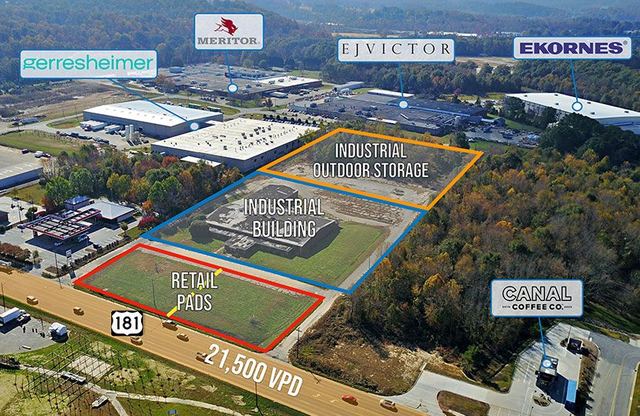 MERITOR
EJVICTOR
EKORNES®
gerresheimer
INDUSTRIAL
OUTDOOR STORAGE
INDUSTRIAL
BUILDING
RETAIL
PADS
CANAL
COFFEE CO.
181
21,500 VPD